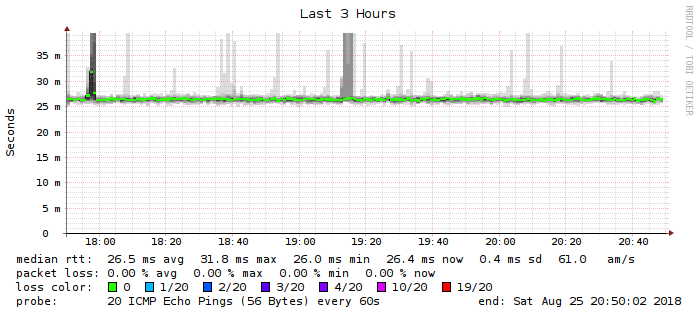 Last 3 Hours
RRDTOOL / TOBI OETIKER
Seconds
35 m
30 m
25 m
20 m
15 m
10 m
5 m
0
18:00 18:20 18:40 19:00 19:20 19:40 20:00 20:20 20:40
median rtt: 26.5 ms avg 31.8 ms max 26.0 ms min 26.4 ms now 0.4 ms sd 61.0 am/s
packet loss: 0.00 % avg 0.00 % max 0.00 % min 0.00 % now
loss color: 0 1/20 2/20 3/20 4/20 10/20 19/20
probe: 20 ICMP Echo Pings (56 Bytes) every 60s end: Sat Aug 25 20:50:02 2018